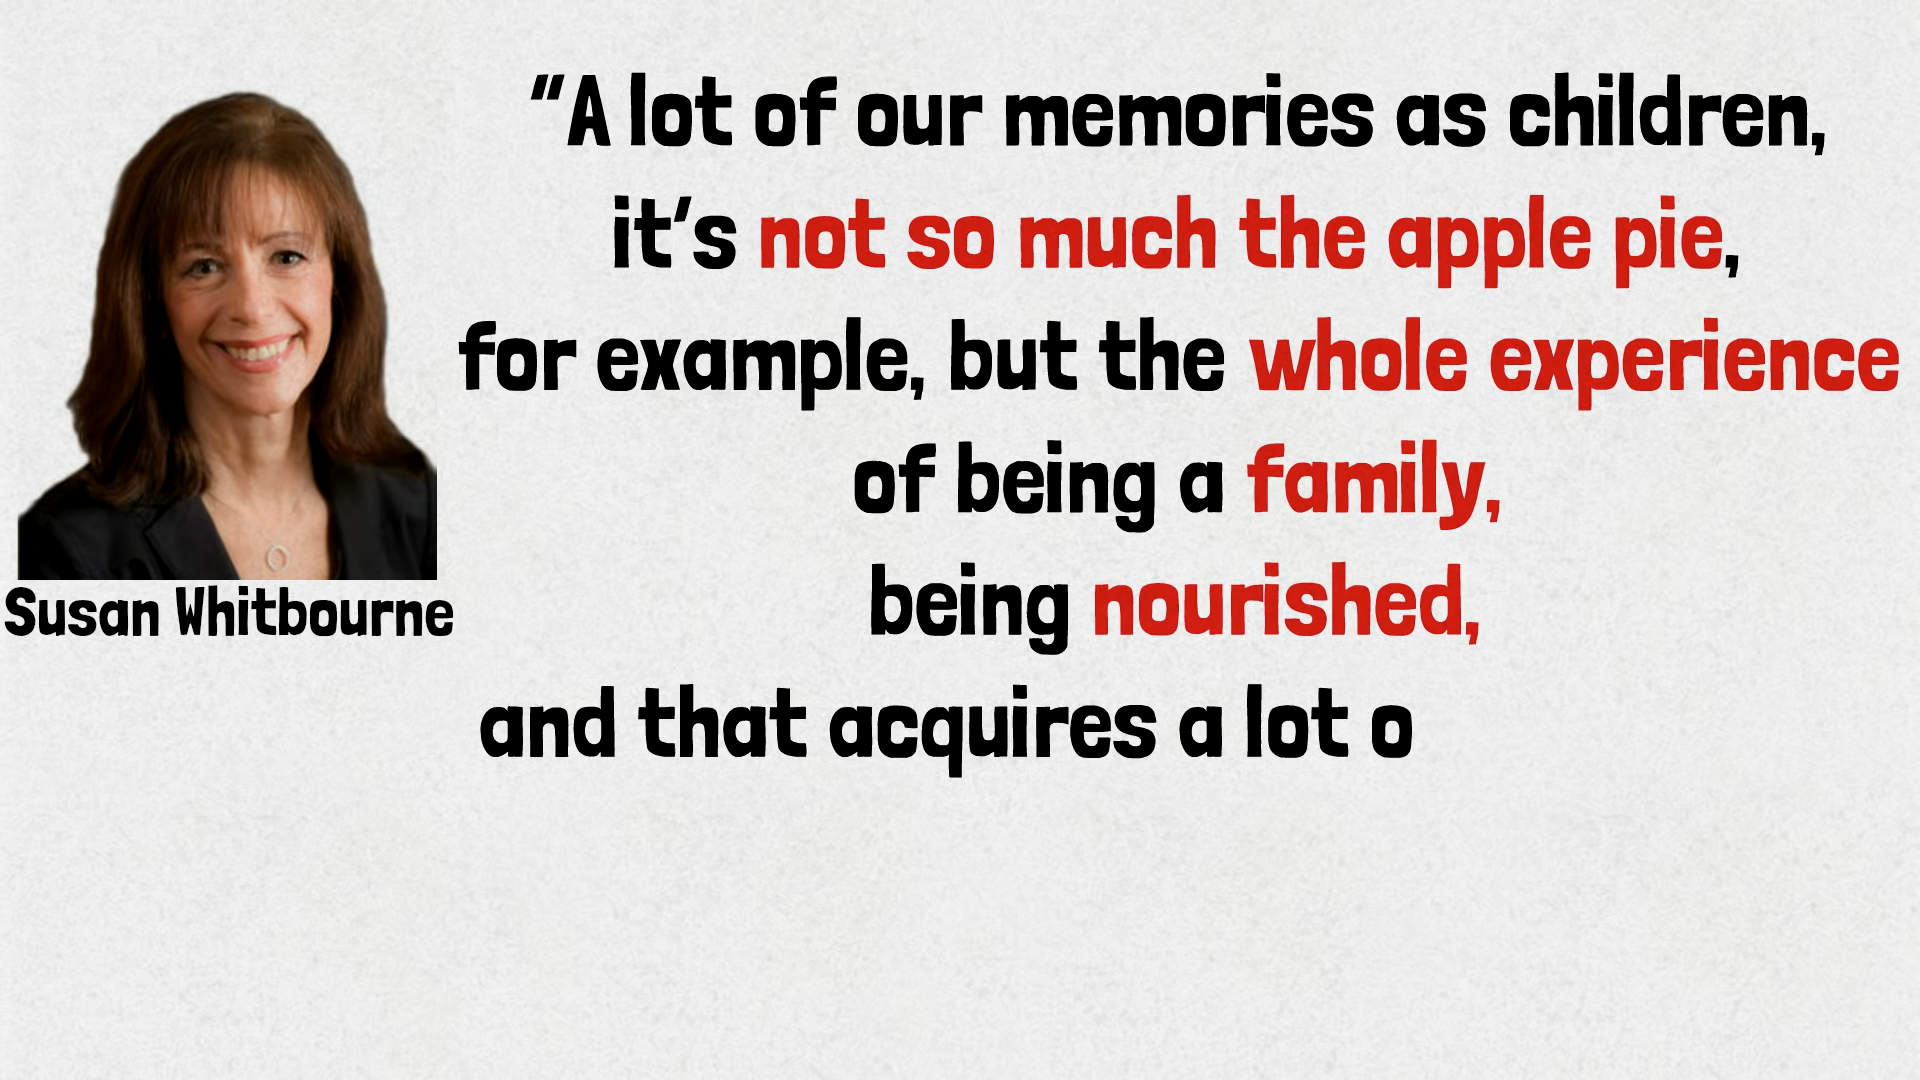 "A lot of our memories as children,
it's not so much the apple pie,
for example, but the whole experience
of being a family,
being nourished,
and that acquires a lot o
Susan Whitbourne